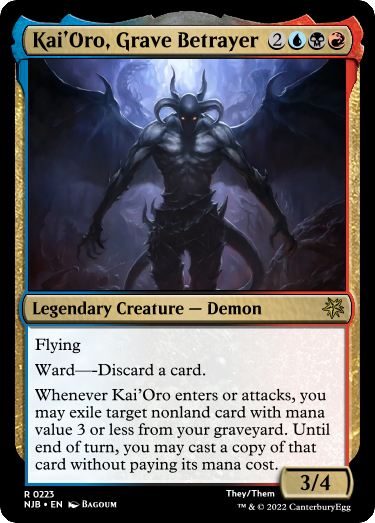 Kai'Oro, Grave Betrayer 2
Legendary Creature — Demon
Flying
Ward—-Discard a card.
Whenever Kai'Oro enters or attacks, you
may exile target nonland card with mana
value 3 or less from your graveyard. Until
end of turn, you may cast a copy of that
card without paying its mana cost.
3/4
R 0223
NJB • EN Bagoum
They/Them
™ & © 2022 CanterburyEgg